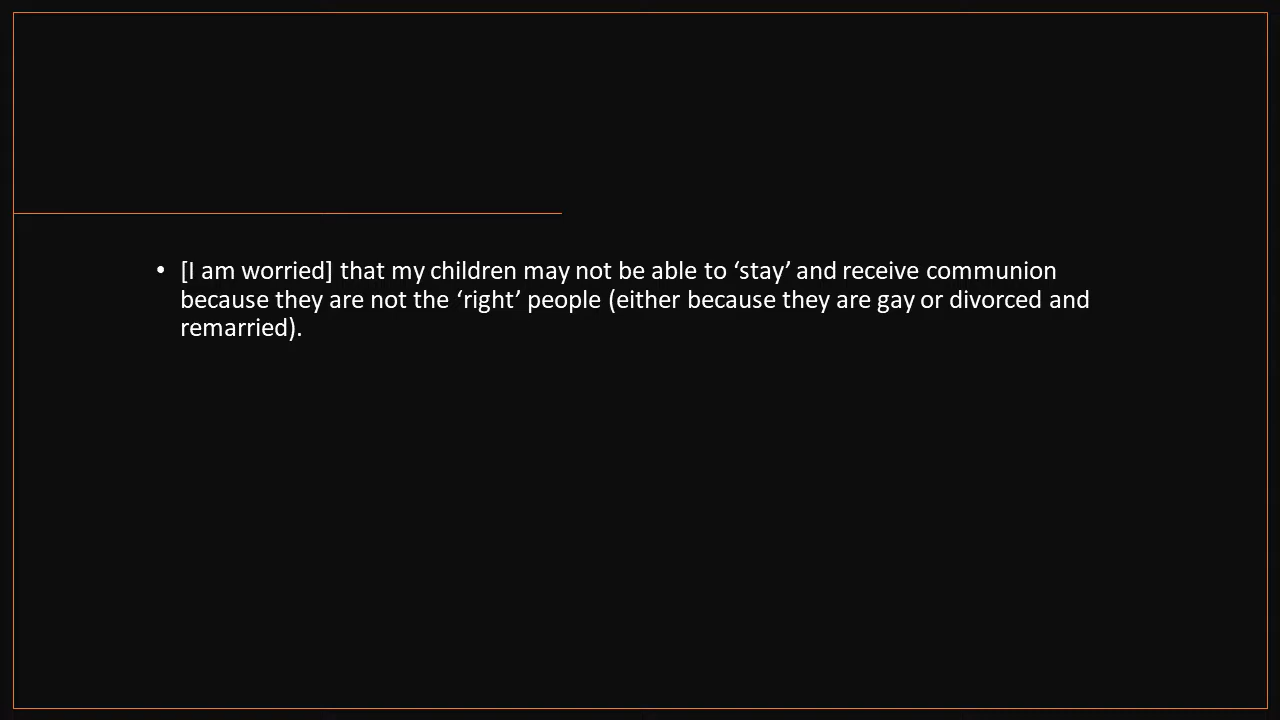 • [I am worried] that my children may not be able to ‘stay’ and receive communion
because they are not the ‘right’ people (either because they are gay or divorced and
remarried).